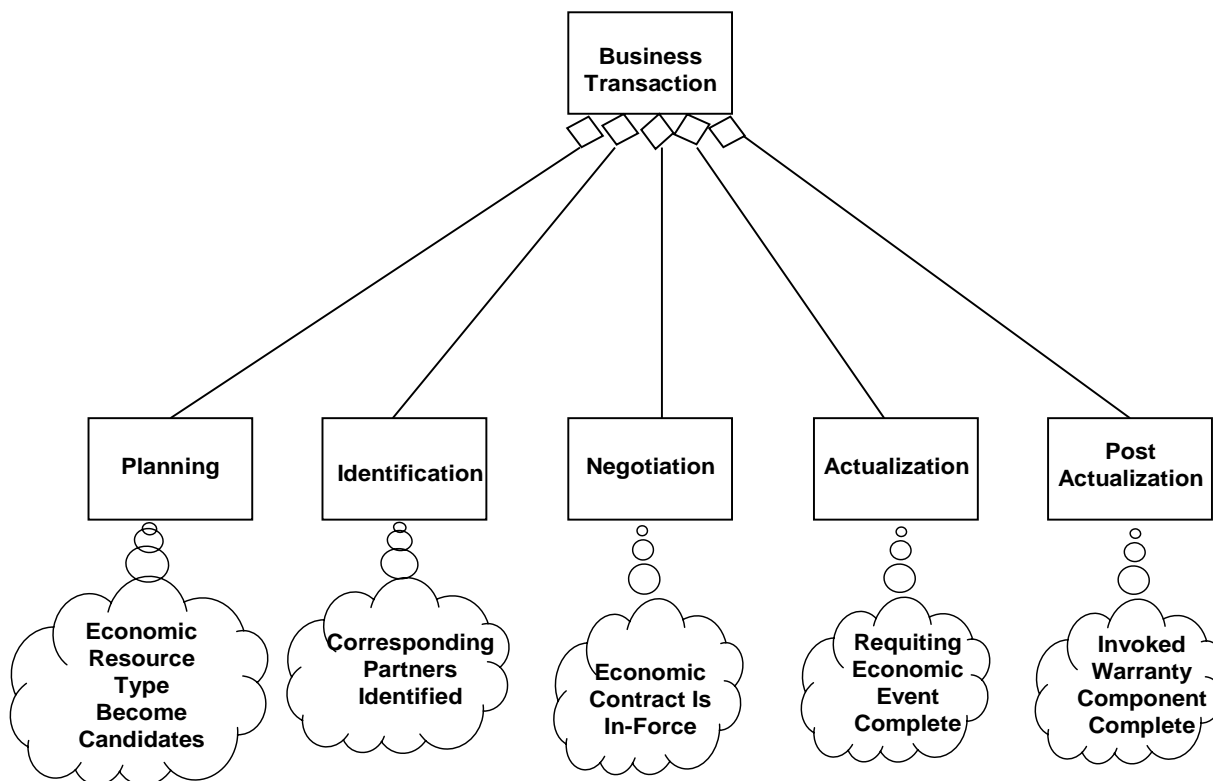 Business
Transaction
Planning
Identification
Negotiation
Actualization
Post
Actualization
Economic
Resource
Type
Become
Candidates
Corresponding
Partners
Identified
Economic
Contract Is
In-Force
Requiting
Economic
Event
Complete
Invoked
Warranty
Component
Complete